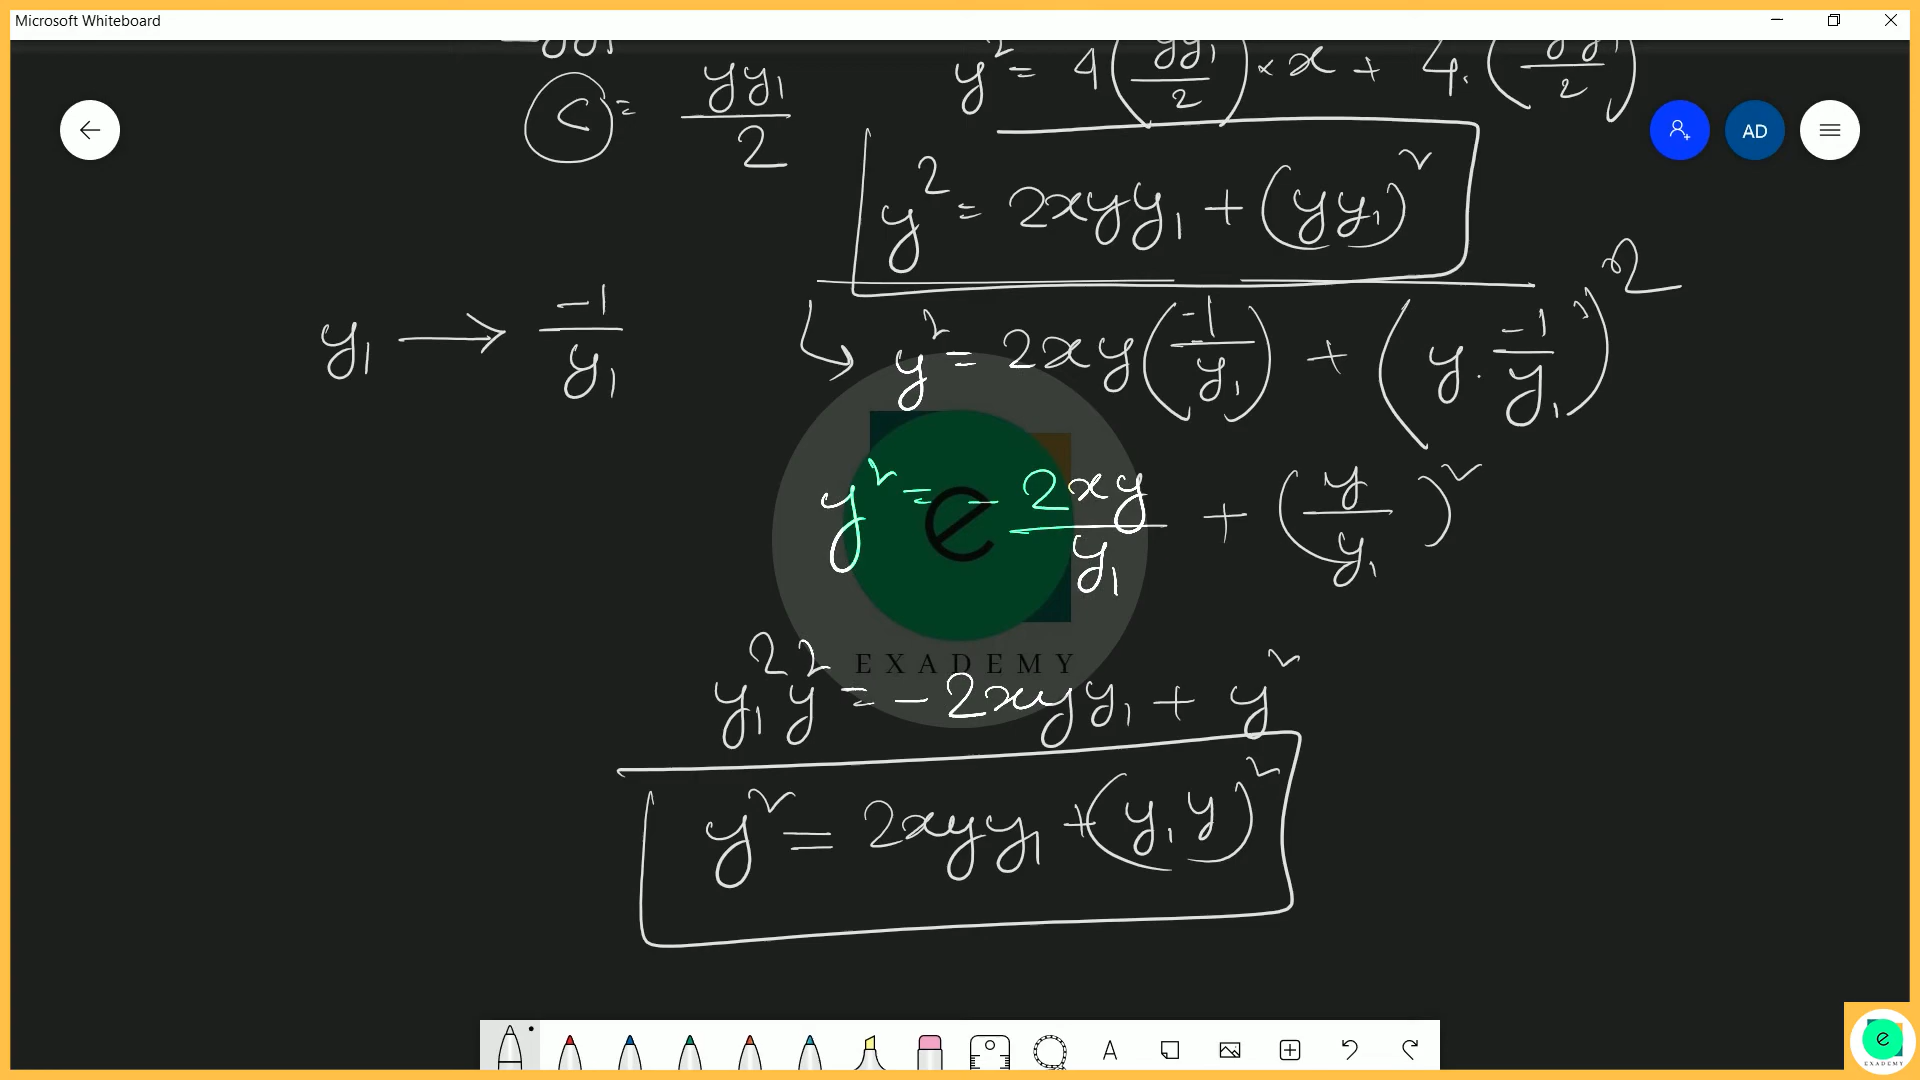 Microsoft Whiteboard
c = yy₁/2
y² = 4(yy₁/2)·x + 4·(yy₁/2)
y² = 2xyy₁ + (yy₁)²
y₁ → -1/y₁
y² = 2xy(-1/y₁) + (y·-1/y₁)²
y² = -2xy/y₁ + (y/y₁)²
EXADEMY
y₁²y² = -2xyy₁ + y²
y² = 2xyy₁ + (y₁y)²
AD
e
e
EXADEMY